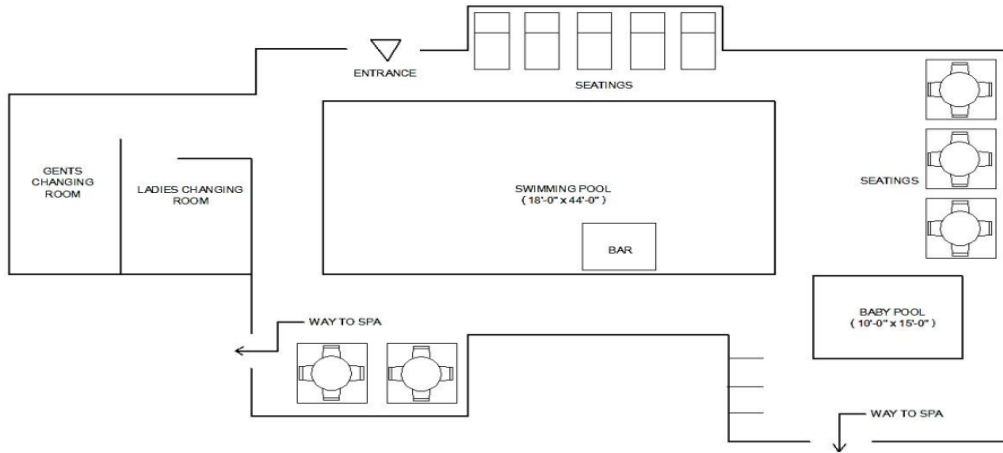 ENTRANCE
SEATINGS
GENTS
CHANGING
ROOM
LADIES CHANGING
ROOM
SWIMMING POOL
( 18'-0" x 44'-0" )
SEATINGS
BAR
BABY POOL
( 10'-0" x 15'-0" )
WAY TO SPA
WAY TO SPA